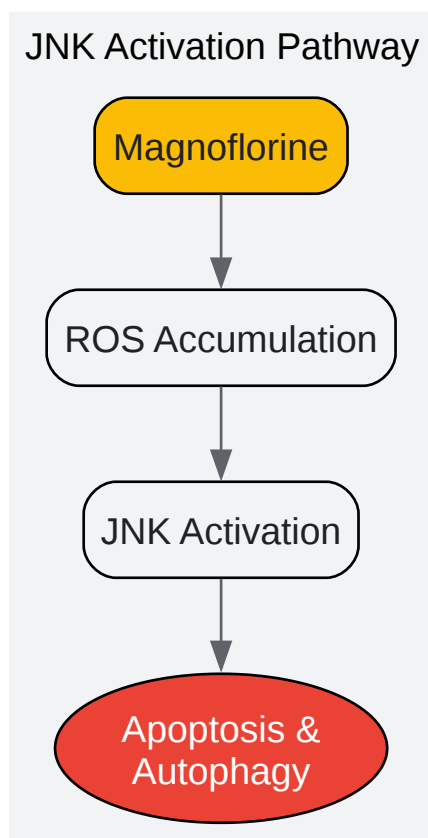 JNK Activation Pathway
Magnoflorine
ROS Accumulation
JNK Activation
Apoptosis &
Autophagy